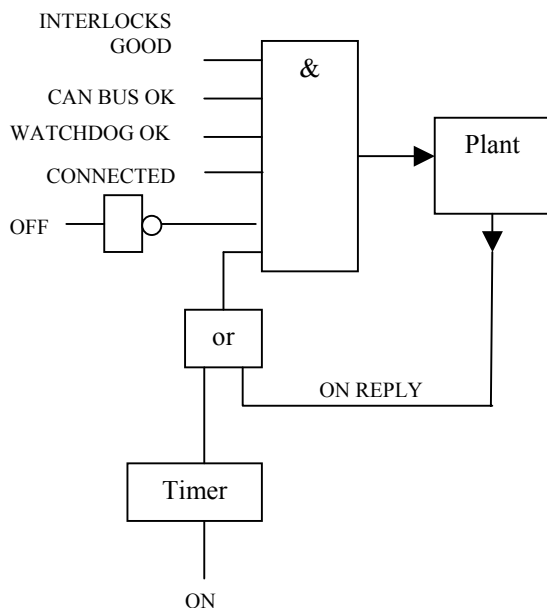 INTERLOCKS
GOOD
&
CAN BUS OK
WATCHDOG OK
Plant
CONNECTED
OFF
or
ON REPLY
Timer
ON